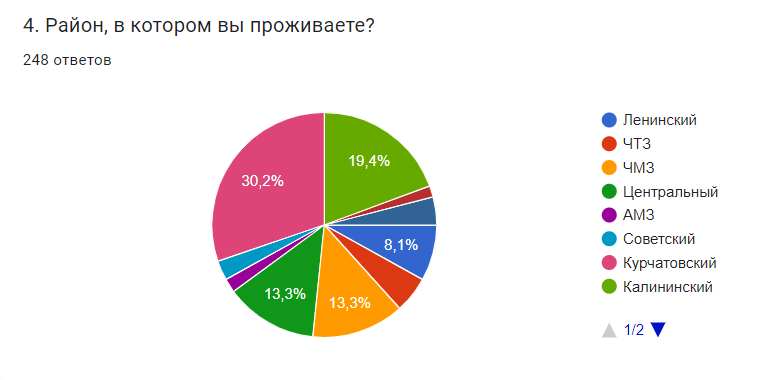 4. Район, в котором вы проживаете?
248 ответов
19,4%
30,2%
8,1%
13,3%
13,3%
Ленинский
ЧТЗ
ЧМЗ
Центральный
АМЗ
Советский
Курчатовский
Калининский
1/2